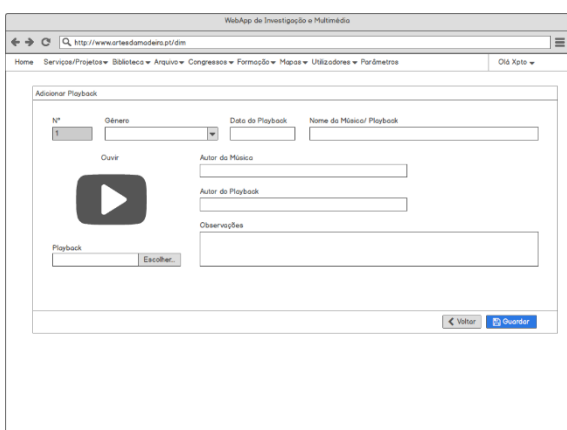 WebApp de Investigação e Multimédia
http://www.artesdamadeira.pt/dim
Home Serviços/Projetos Biblioteca Arquivo Congressos Formação Mapas Utilizadores Parâmetros Olá Xpto
Adicionar Playback
Nº Género Data do Playback Nome da Música/ Playback
1
Ouvir Autor da Música
Autor do Playback
Observações
Playback
Escolher..
Voltar Guardar